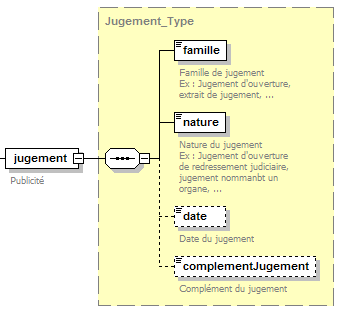 Jugement_Type
famille
Famille de jugement
Ex : Jugement d'ouverture,
extrait de jugement, ...
nature
Nature du jugement
Ex : Jugement d'ouverture
de redressement judiciaire,
jugement nommanbt un
organe, ...
jugement
Publicité
date
Date du jugement
complementJugement
Complément du jugement